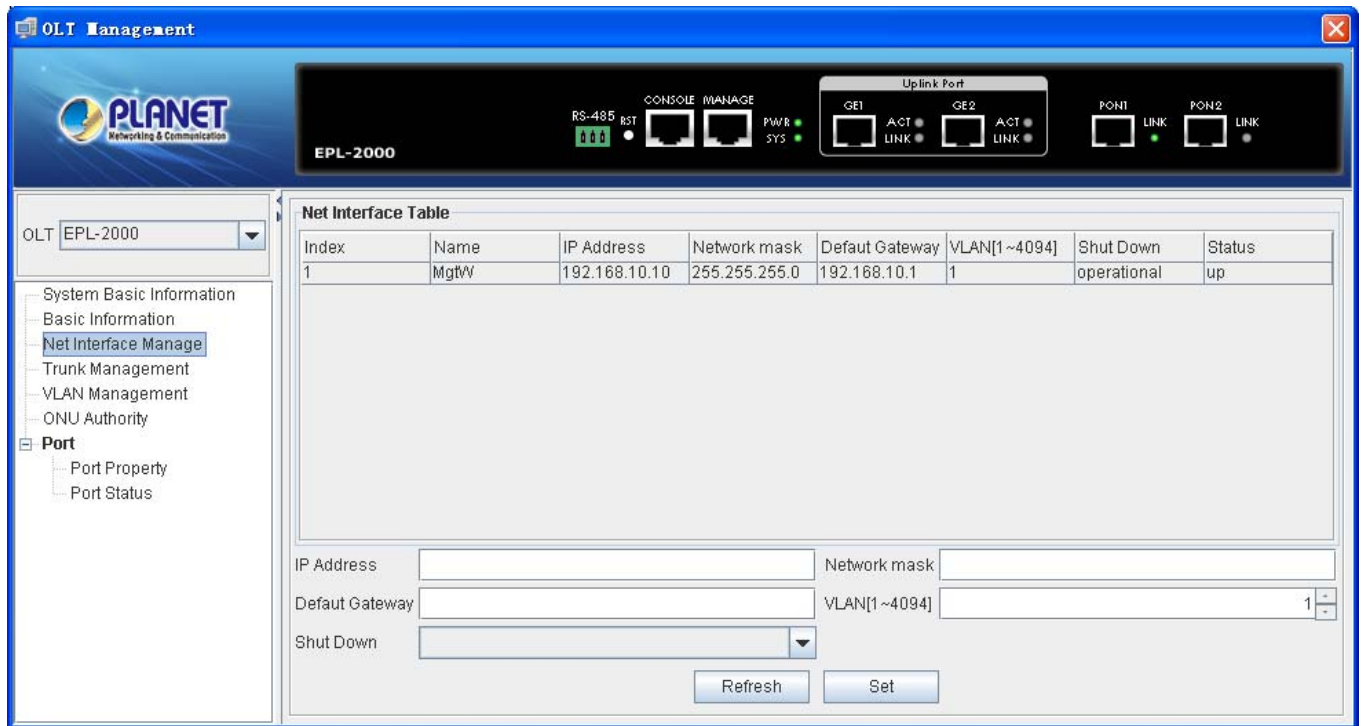 OLT Management
PLANET
Networking & Communication
EPL-2000
RS-485 RST
CONSOLE MANAGE
PWR
SYS
Uplink Port
GE1
ACT
LINK
GE2
ACT
LINK
PON1
LINK
PON2
LINK
OLT EPL-2000
System Basic Information
Basic Information
Net Interface Manage
Trunk Management
VLAN Management
ONU Authority
Port
Port Property
Port Status
Net Interface Table
Index Name IP Address Network mask Defaut Gateway VLAN[1~4094] Shut Down Status
1 MgtW 192.168.10.10 255.255.255.0 192.168.10.1 1 operational up
IP Address Network mask
Defaut Gateway VLAN[1~4094] 1
Shut Down
Refresh Set